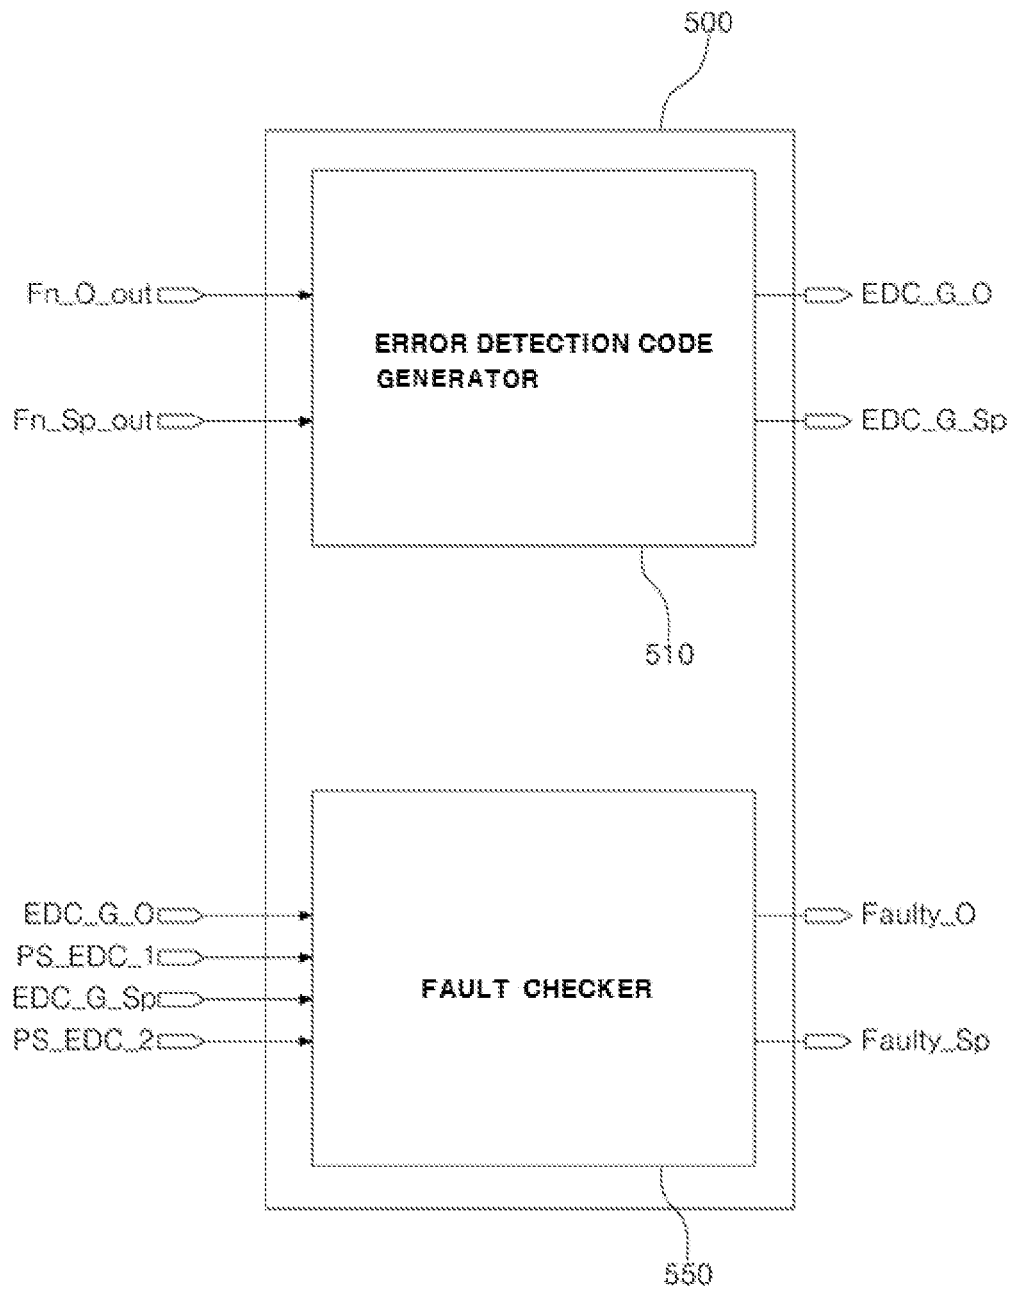 500
Fn_O_out
EDC_G_O
ERROR DETECTION CODE
GENERATOR
Fn_Sp_out
EDC_G_Sp
510
EDC_G_O
Faulty_O
PS_EDC_1
FAULT CHECKER
EDC_G_Sp
PS_EDC_2
Faulty_Sp
550